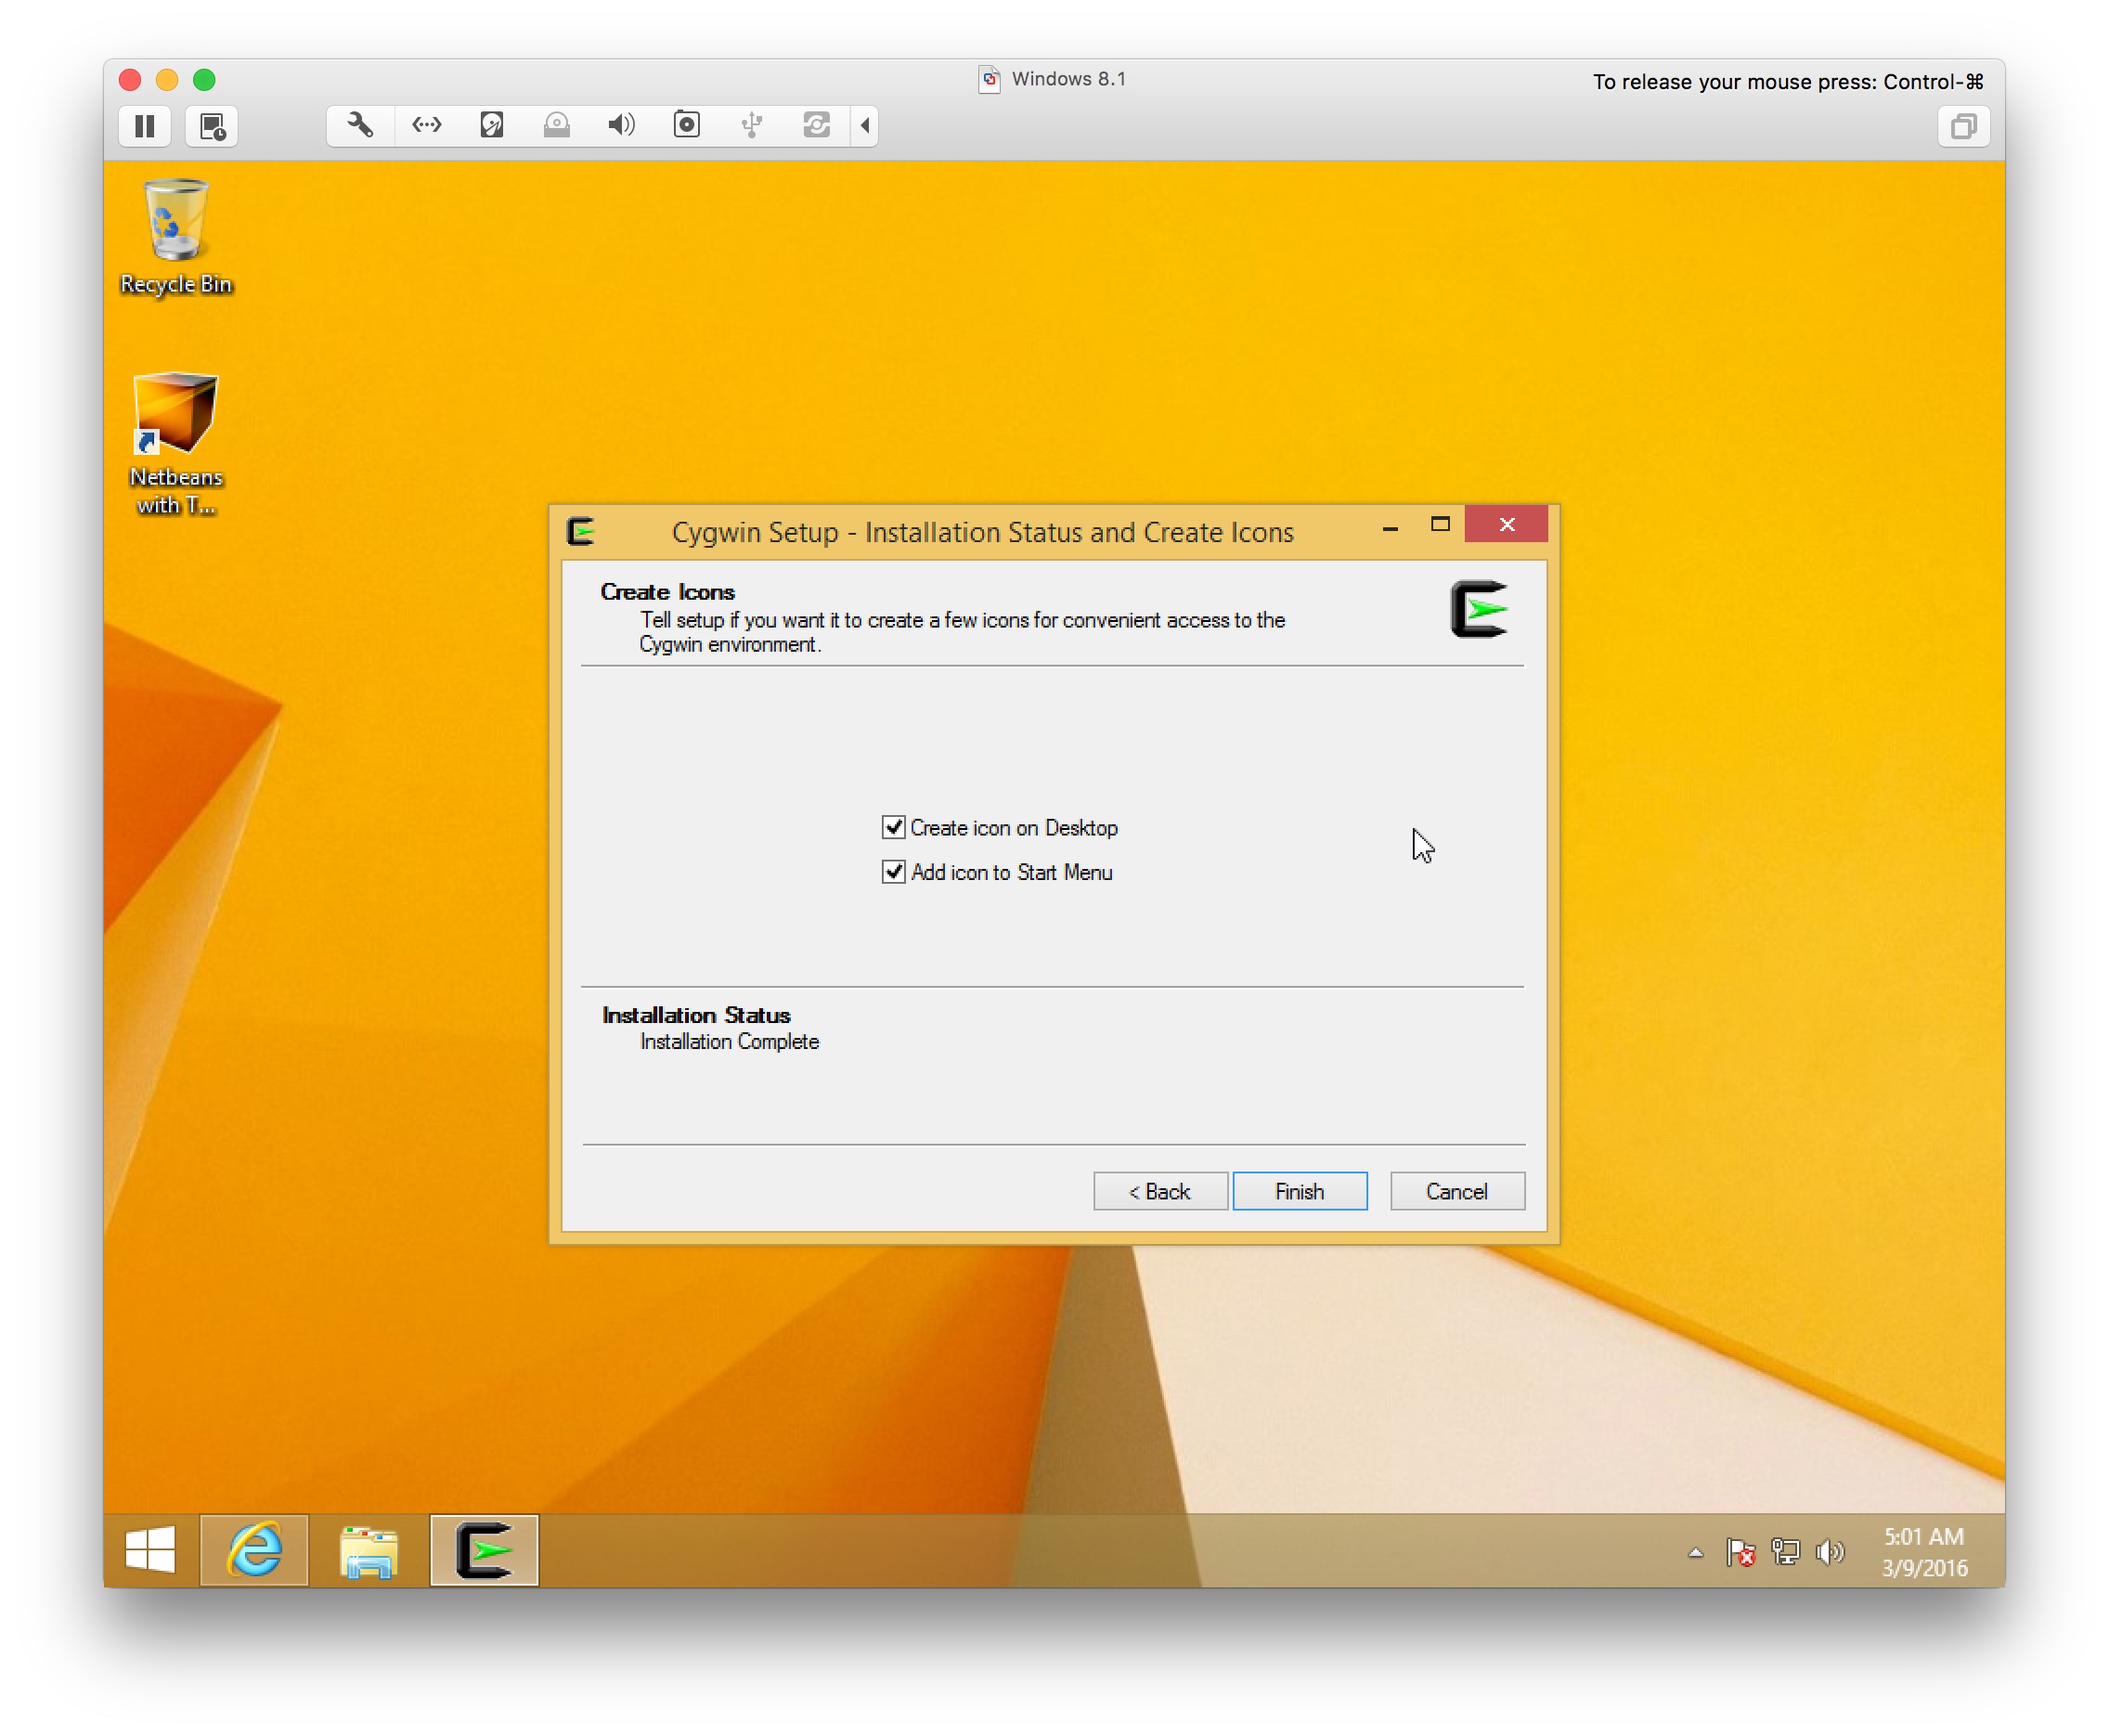 Windows 8.1
To release your mouse press: Control-⌘
Recycle Bin
Netbeans
with T...
Cygwin Setup - Installation Status and Create Icons
Create Icons
Tell setup if you want it to create a few icons for convenient access to the
Cygwin environment.
Create icon on Desktop
Add icon to Start Menu
Installation Status
Installation Complete
< Back
Finish
Cancel
5:01 AM
3/9/2016